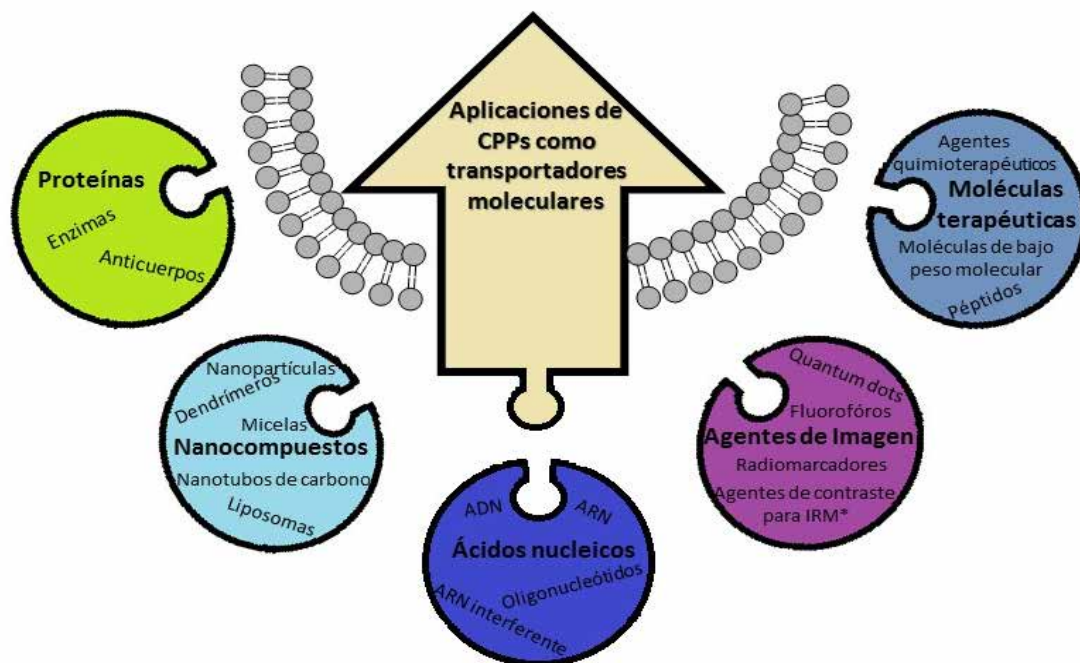 Aplicaciones de
CPPs como
transportadores
moleculares
Proteínas
Enzimas
Anticuerpos
Nanopartículas
Dendrímeros
Micelas
Nanocompuestos
Nanotubos de carbono
Liposomas
ADN
ARN
Ácidos nucleicos
Oligonucleótidos
ARN interferente
Quantum dots
Fluorofóros
Agentes de Imagen
Radiomarcadores
Agentes de contraste
para IRM*
Agentes
quimioterapéuticos
Moléculas
terapéuticas
Moléculas de bajo
peso molecular
Péptidos